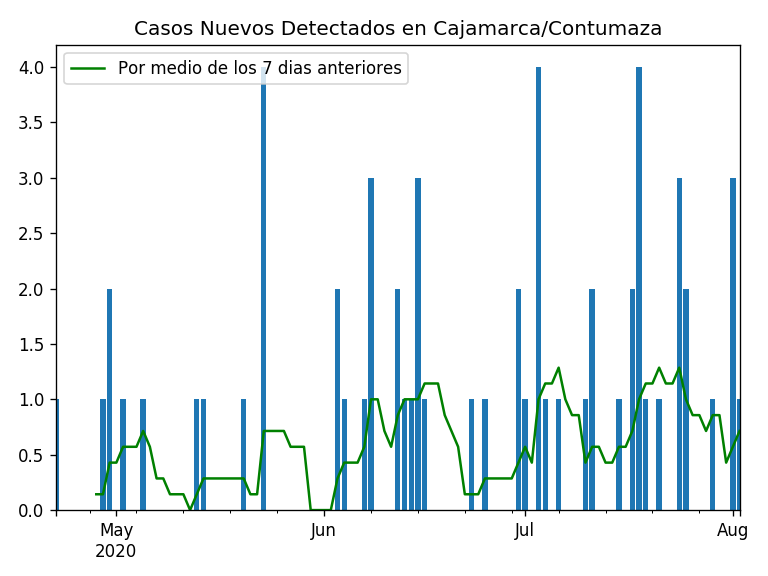 Casos Nuevos Detectados en Cajamarca/Contumaza
Por medio de los 7 dias anteriores
4.0
3.5
3.0
2.5
2.0
1.5
1.0
0.5
0.0
May
2020
Jun
Jul
Aug